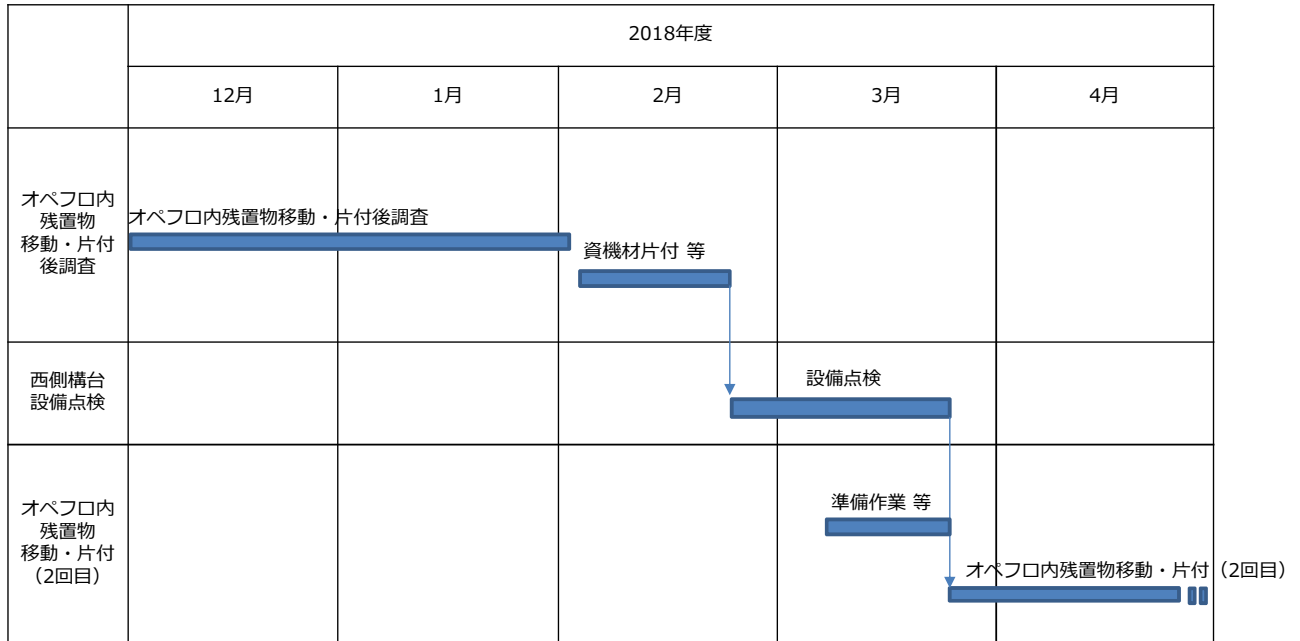 2018年度
12月
1月
2月
3月
4月
オペフロ内
残置物
移動・片付
後調査
オペフロ内残置物移動・片付後調査
資機材片付 等
西側構台
設備点検
設備点検
オペフロ内
残置物
移動・片付
（2回目）
準備作業 等
オペフロ内残置物移動・片付（2回目）